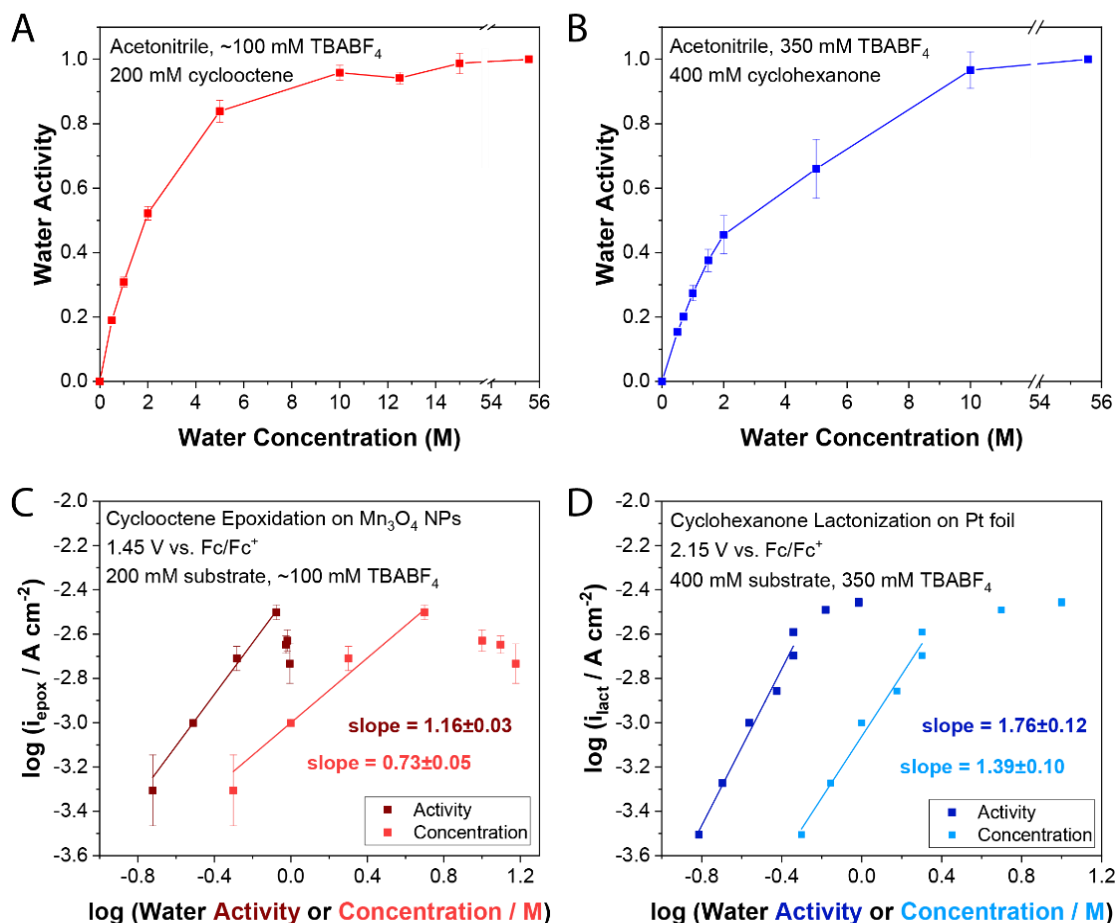 A
Acetonitrile, ~100 mM TBABF₄
200 mM cyclooctene
1.0
0.8
0.6
0.4
0.2
0.0
Water Activity
0 2 4 6 8 10 12 14 54 56
Water Concentration (M)
B
Acetonitrile, 350 mM TBABF₄
400 mM cyclohexanone
1.0
0.8
0.6
0.4
0.2
0.0
Water Activity
0 2 4 6 8 10 54 56
Water Concentration (M)
C
Cyclooctene Epoxidation on Mn₃O₄ NPs
1.45 V vs. Fc/Fc⁺
200 mM substrate, ~100 mM TBABF₄
-2.0
-2.2
-2.4
-2.6
-2.8
-3.0
-3.2
-3.4
-3.6
log (i_epox / A cm⁻²)
slope = 1.16±0.03
slope = 0.73±0.05
Activity
Concentration
-0.8 -0.4 0.0 0.4 0.8 1.2
log (Water Activity or Concentration / M)
D
Cyclohexanone Lactonization on Pt foil
2.15 V vs. Fc/Fc⁺
400 mM substrate, 350 mM TBABF₄
-2.0
-2.2
-2.4
-2.6
-2.8
-3.0
-3.2
-3.4
-3.6
log (i_lact / A cm⁻²)
slope = 1.76±0.12
slope = 1.39±0.10
Activity
Concentration
-0.8 -0.4 0.0 0.4 0.8 1.2
log (Water Activity or Concentration / M)